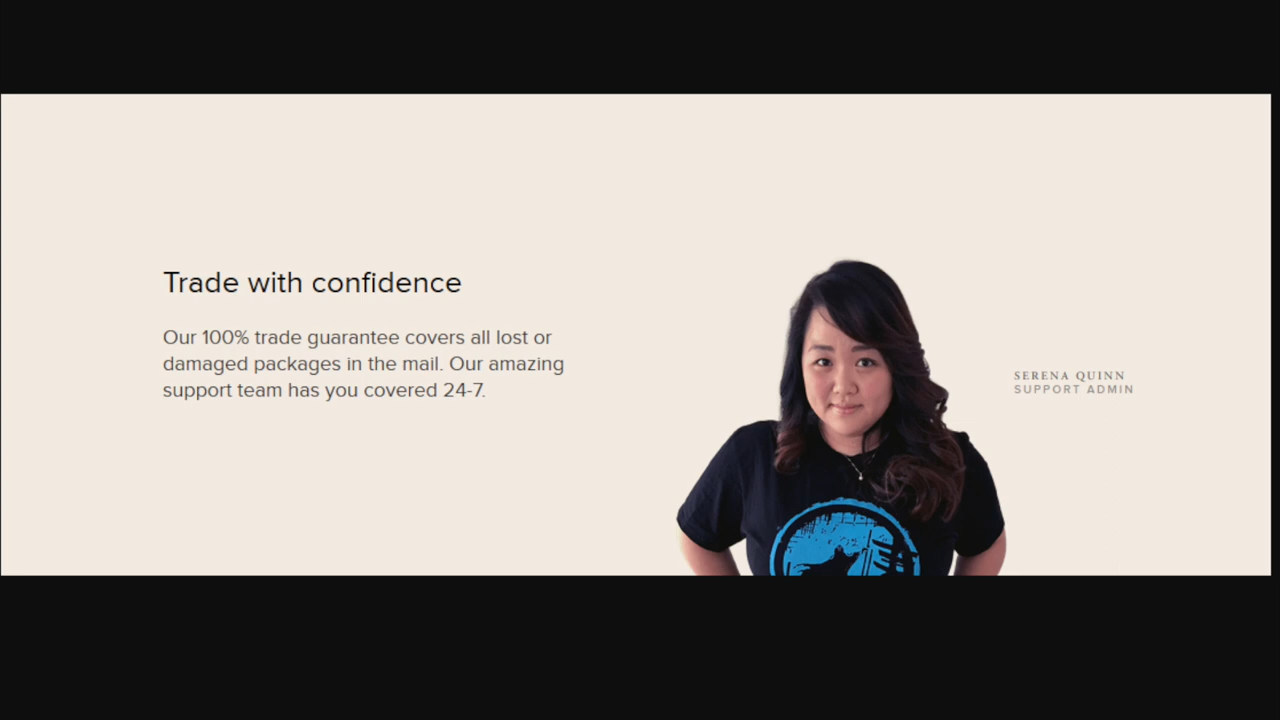 Trade with confidence
Our 100% trade guarantee covers all lost or
damaged packages in the mail. Our amazing
support team has you covered 24-7.
SERENA QUINN
SUPPORT ADMIN